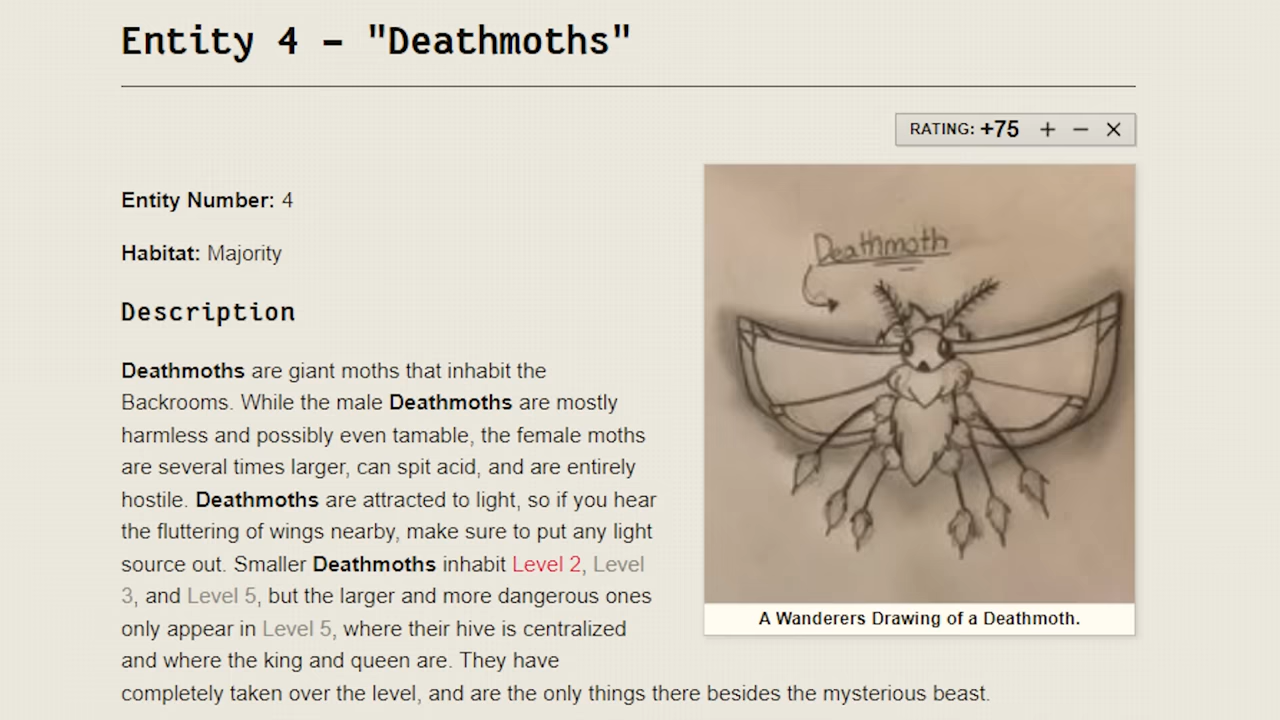 Entity 4 – "Deathmoths"
RATING: +75 + − ×
Entity Number: 4
Habitat: Majority
Description
Deathmoths are giant moths that inhabit the
Backrooms. While the male Deathmoths are mostly
harmless and possibly even tamable, the female moths
are several times larger, can spit acid, and are entirely
hostile. Deathmoths are attracted to light, so if you hear
the fluttering of wings nearby, make sure to put any light
source out. Smaller Deathmoths inhabit Level 2, Level
3, and Level 5, but the larger and more dangerous ones
only appear in Level 5, where their hive is centralized
and where the king and queen are. They have
completely taken over the level, and are the only things there besides the mysterious beast.
Deathmoth
A Wanderers Drawing of a Deathmoth.